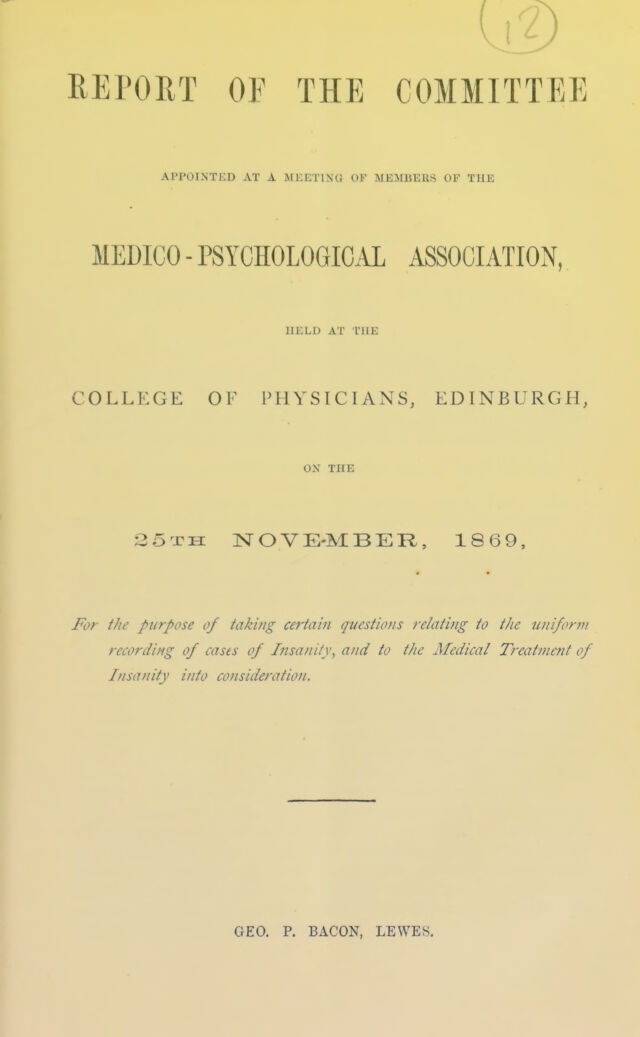 12
REPORT OF THE COMMITTEE
APPOINTED AT A MEETING OF MEMBERS OF THE
MEDICO-PSYCHOLOGICAL ASSOCIATION,
HELD AT THE
COLLEGE OF PHYSICIANS, EDINBURGH,
ON THE
25TH NOVEMBER, 1869,
For the purpose of taking certain questions relating to the uniform
recording of cases of Insanity, and to the Medical Treatment of
Insanity into consideration.
GEO. P. BACON, LEWES.